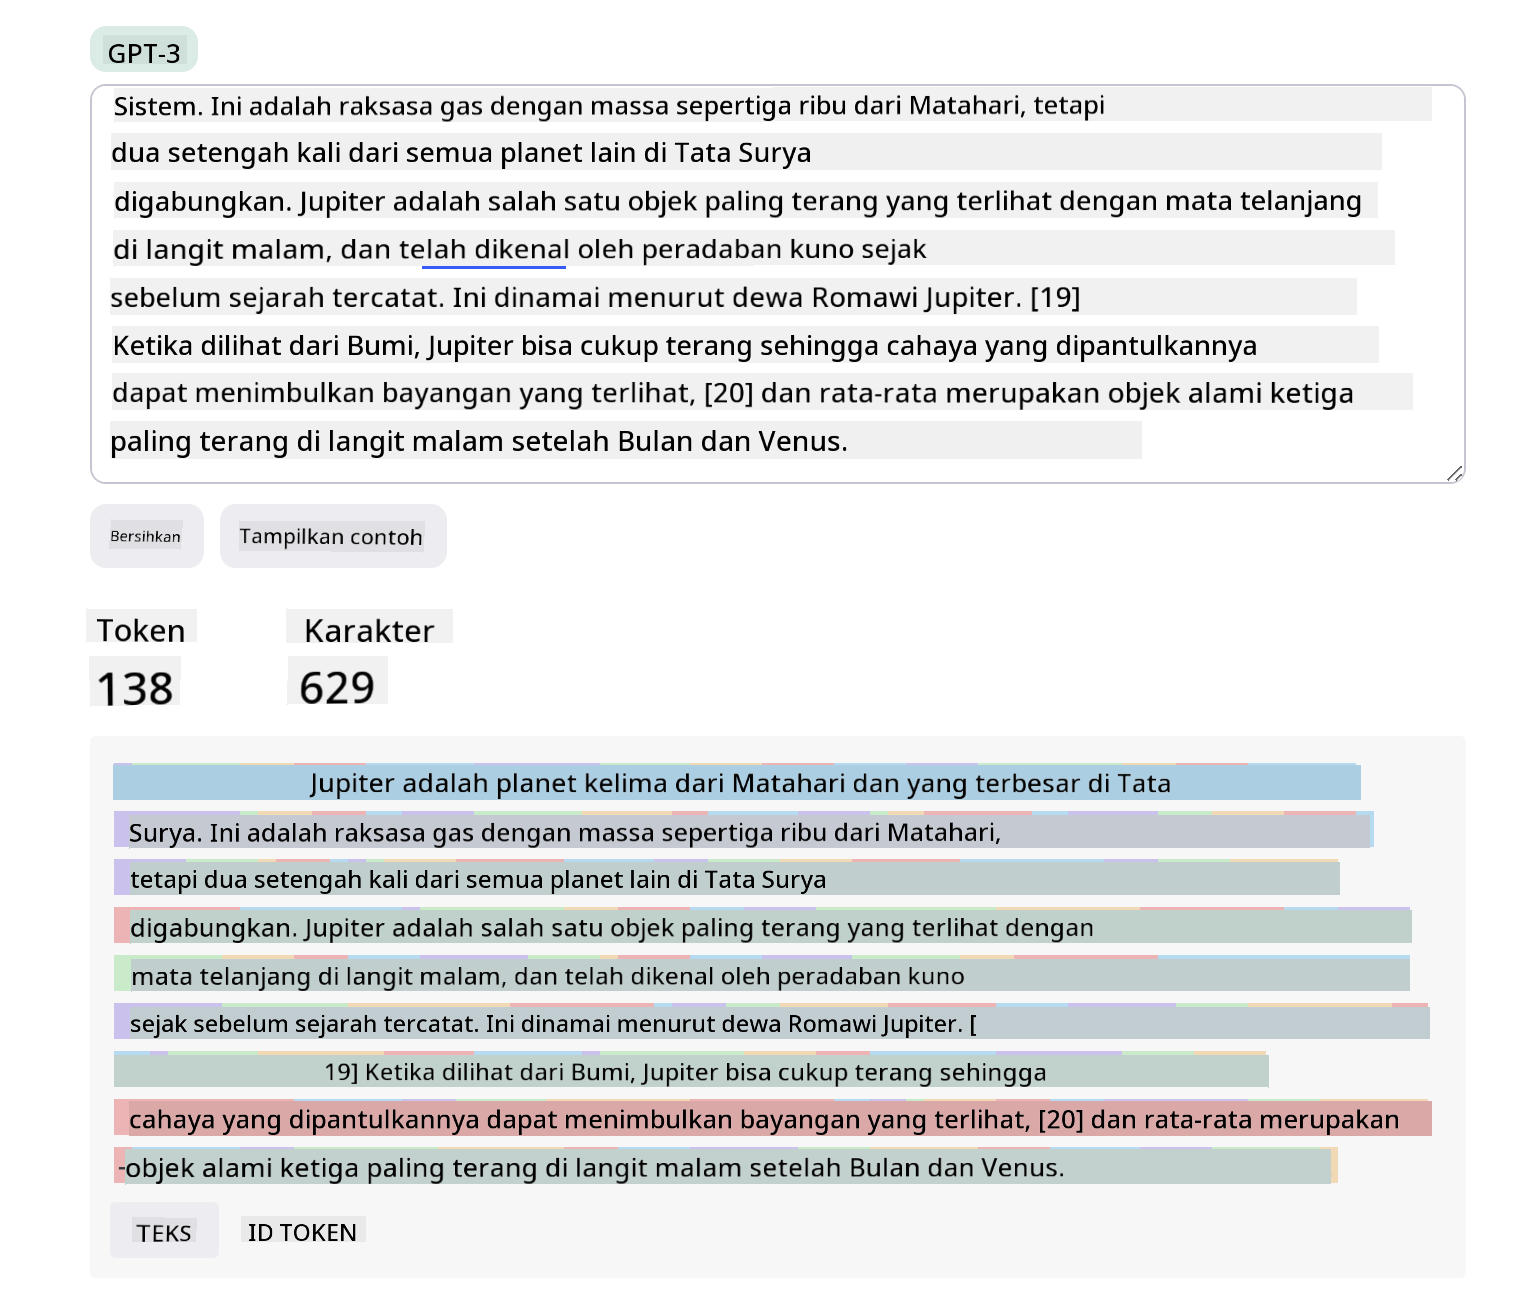 GPT-3
Sistem. Ini adalah raksasa gas dengan massa sepertiga ribu dari Matahari, tetapi
dua setengah kali dari semua planet lain di Tata Surya
digabungkan. Jupiter adalah salah satu objek paling terang yang terlihat dengan mata telanjang
di langit malam, dan telah dikenal oleh peradaban kuno sejak
sebelum sejarah tercatat. Ini dinamai menurut dewa Romawi Jupiter. [19]
Ketika dilihat dari Bumi, Jupiter bisa cukup terang sehingga cahaya yang dipantulkannya
dapat menimbulkan bayangan yang terlihat, [20] dan rata-rata merupakan objek alami ketiga
paling terang di langit malam setelah Bulan dan Venus.
Bersihkan
Tampilkan contoh
Token
Karakter
138
629
Jupiter adalah planet kelima dari Matahari dan yang terbesar di Tata
Surya. Ini adalah raksasa gas dengan massa sepertiga ribu dari Matahari,
tetapi dua setengah kali dari semua planet lain di Tata Surya
digabungkan. Jupiter adalah salah satu objek paling terang yang terlihat dengan
mata telanjang di langit malam, dan telah dikenal oleh peradaban kuno
sejak sebelum sejarah tercatat. Ini dinamai menurut dewa Romawi Jupiter. [
19] Ketika dilihat dari Bumi, Jupiter bisa cukup terang sehingga
cahaya yang dipantulkannya dapat menimbulkan bayangan yang terlihat, [20] dan rata-rata merupakan
-objek alami ketiga paling terang di langit malam setelah Bulan dan Venus.
TEKS
ID TOKEN